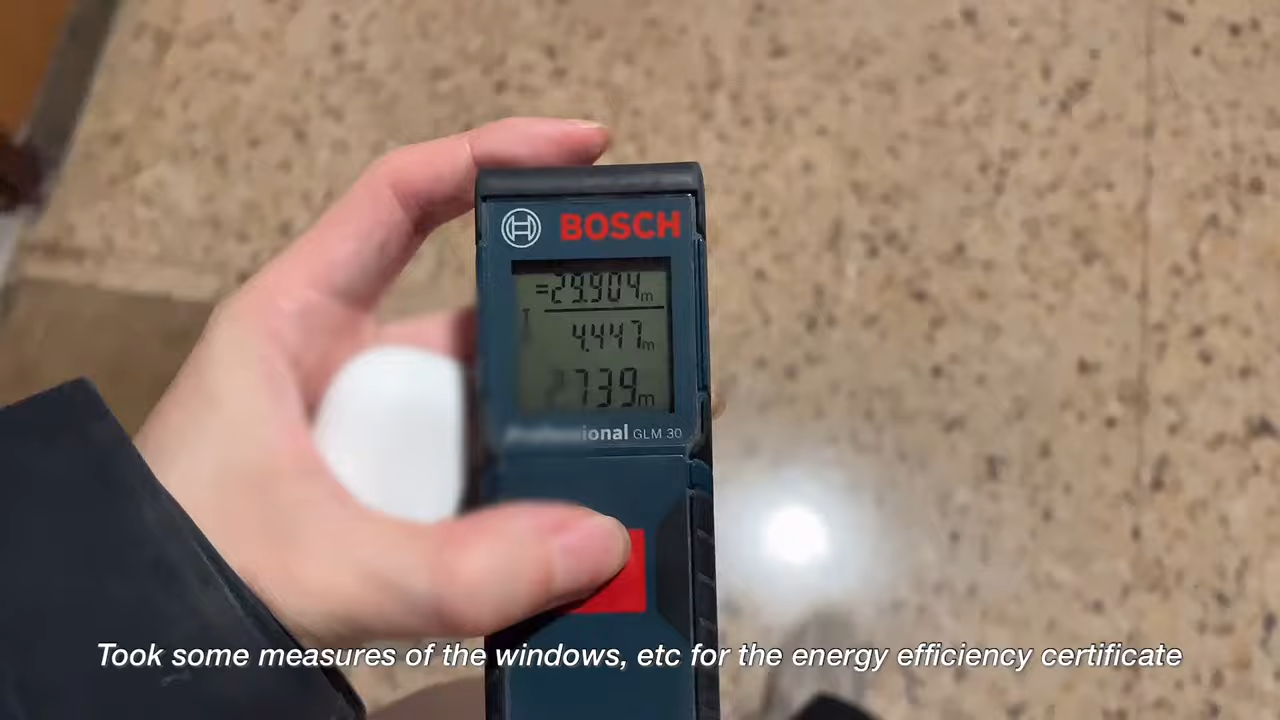 BOSCH
=29.904m
4.447m
2.739m
Professional GLM 30
Took some measures of the windows, etc for the energy efficiency certificate